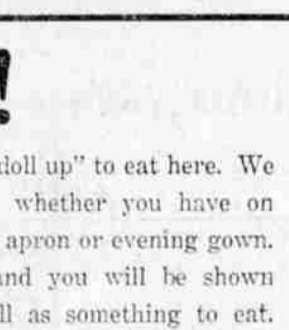 !
doll up" to eat here. We
whether you have on
apron or evening gown.
and you will be shown
ll as something to eat.